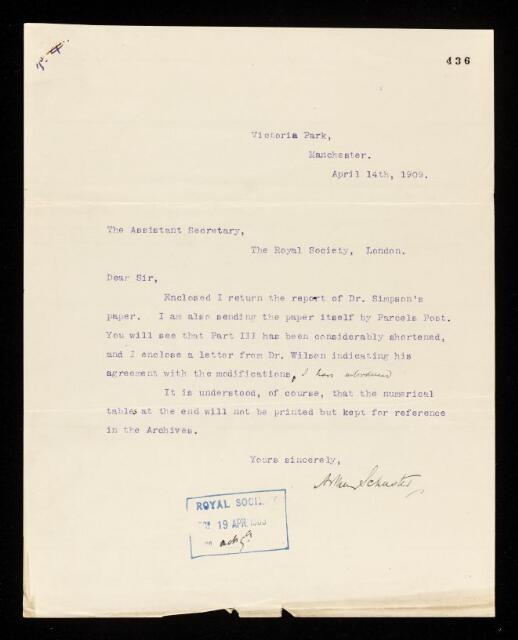 436
Victoria Park,
Manchester.
April 14th, 1909.
The Assistant Secretary,
The Royal Society, London.
Dear Sir,
Enclosed I return the report of Dr. Simpson's
paper. I am also sending the paper itself by Parcels Post.
You will see that Part III has been considerably shortened,
and I enclose a letter from Dr. Wilson indicating his
agreement with the modifications, I have
It is understood, of course, that the numerical
tables at the end will not be printed but kept for reference
in the Archives.
Yours sincerely,
Arthur Schuster
ROYAL SOCIE
19 APR 1909